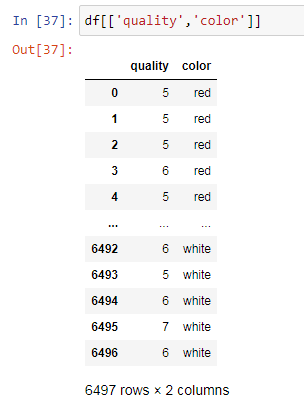 In [37]: df[['quality','color']]
Out[37]:
quality color
0 5 red
1 5 red
2 5 red
3 6 red
4 5 red
... ... ...
6492 6 white
6493 5 white
6494 6 white
6495 7 white
6496 6 white
6497 rows × 2 columns